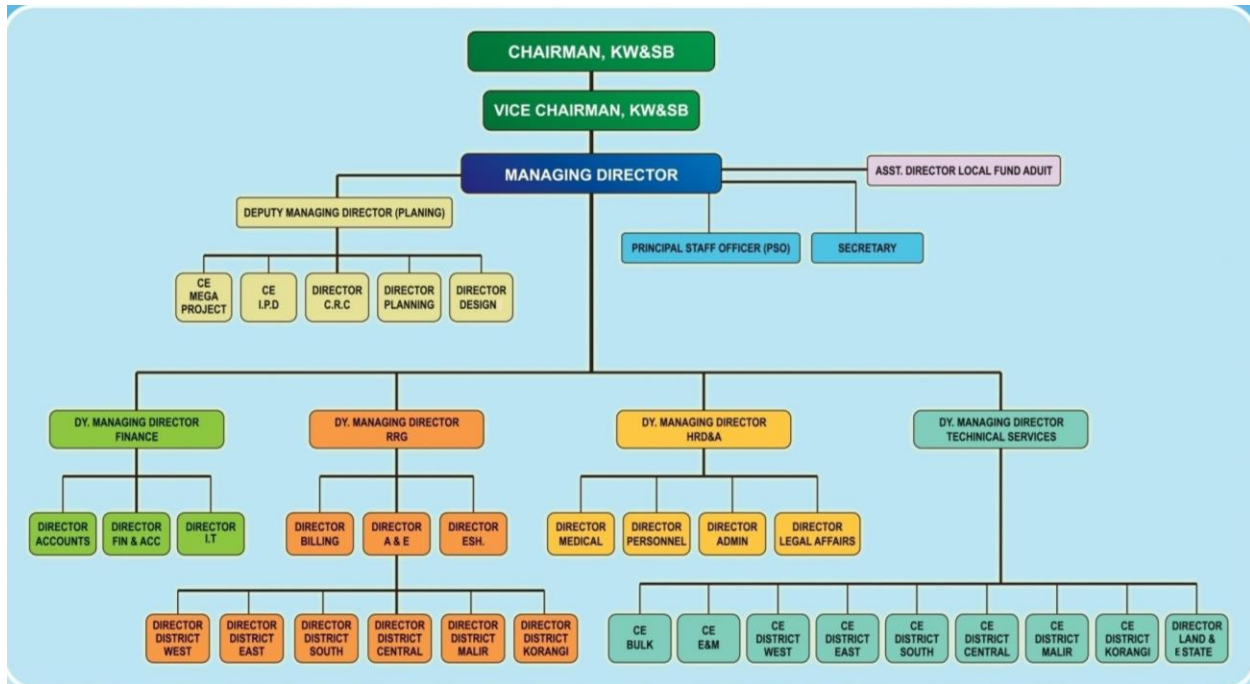 CHAIRMAN, KW&SB
VICE CHAIRMAN, KW&SB
MANAGING DIRECTOR
ASST. DIRECTOR LOCAL FUND ADUIT
DEPUTY MANAGING DIRECTOR (PLANING)
PRINCIPAL STAFF OFFICER (PSO)
SECRETARY
CE
MEGA
PROJECT
CE
I.P.D
DIRECTOR
C.R.C
DIRECTOR
PLANNING
DIRECTOR
DESIGN
DY. MANAGING DIRECTOR
FINANCE
DY. MANAGING DIRECTOR
RRG
DY. MANAGING DIRECTOR
HRD&A
DY. MANAGING DIRECTOR
TECHINICAL SERVICES
DIRECTOR
ACCOUNTS
DIRECTOR
FIN & ACC
DIRECTOR
I.T
DIRECTOR
BILLING
DIRECTOR
A & E
DIRECTOR
ESH.
DIRECTOR
MEDICAL
DIRECTOR
PERSONNEL
DIRECTOR
ADMIN
DIRECTOR
LEGAL AFFAIRS
DIRECTOR
DISTRICT
WEST
DIRECTOR
DISTRICT
EAST
DIRECTOR
DISTRICT
SOUTH
DIRECTOR
DISTRICT
CENTRAL
DIRECTOR
DISTRICT
MALIR
DIRECTOR
DISTRICT
KORANGI
CE
BULK
CE
E&M
CE
DISTRICT
WEST
CE
DISTRICT
EAST
CE
DISTRICT
SOUTH
CE
DISTRICT
CENTRAL
CE
DISTRICT
MALIR
CE
DISTRICT
KORANGI
DIRECTOR
LAND &
ESTATE